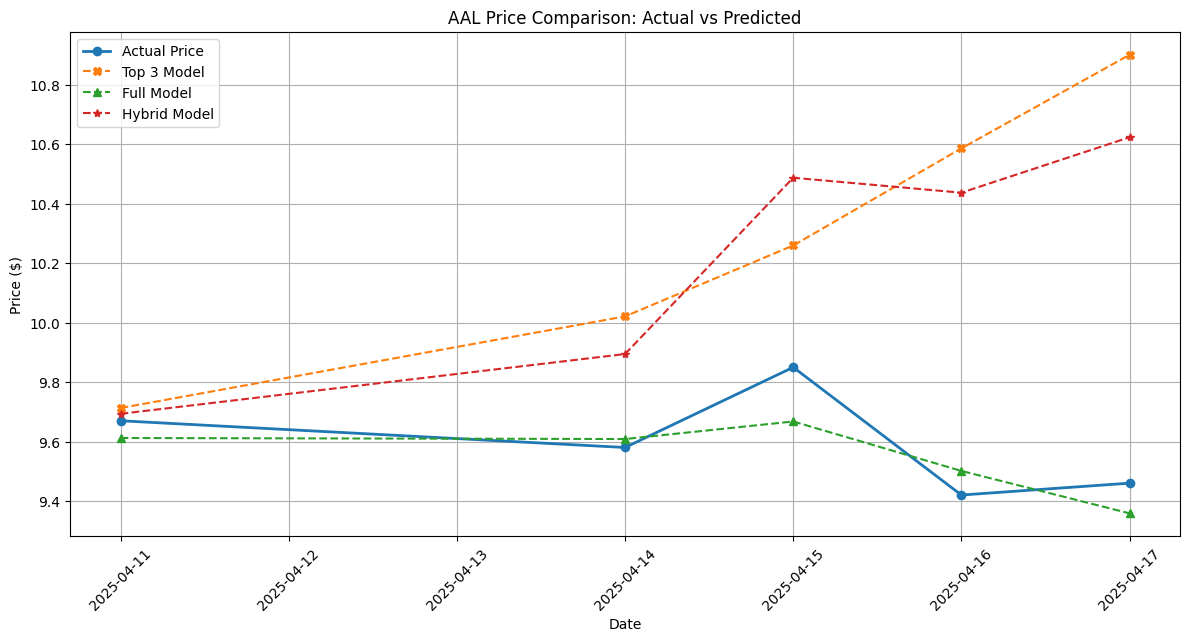 AAL Price Comparison: Actual vs Predicted
Actual Price
Top 3 Model
Full Model
Hybrid Model
Price ($)
10.8
10.6
10.4
10.2
10.0
9.8
9.6
9.4
2025-04-11
2025-04-12
2025-04-13
2025-04-14
2025-04-15
2025-04-16
2025-04-17
Date